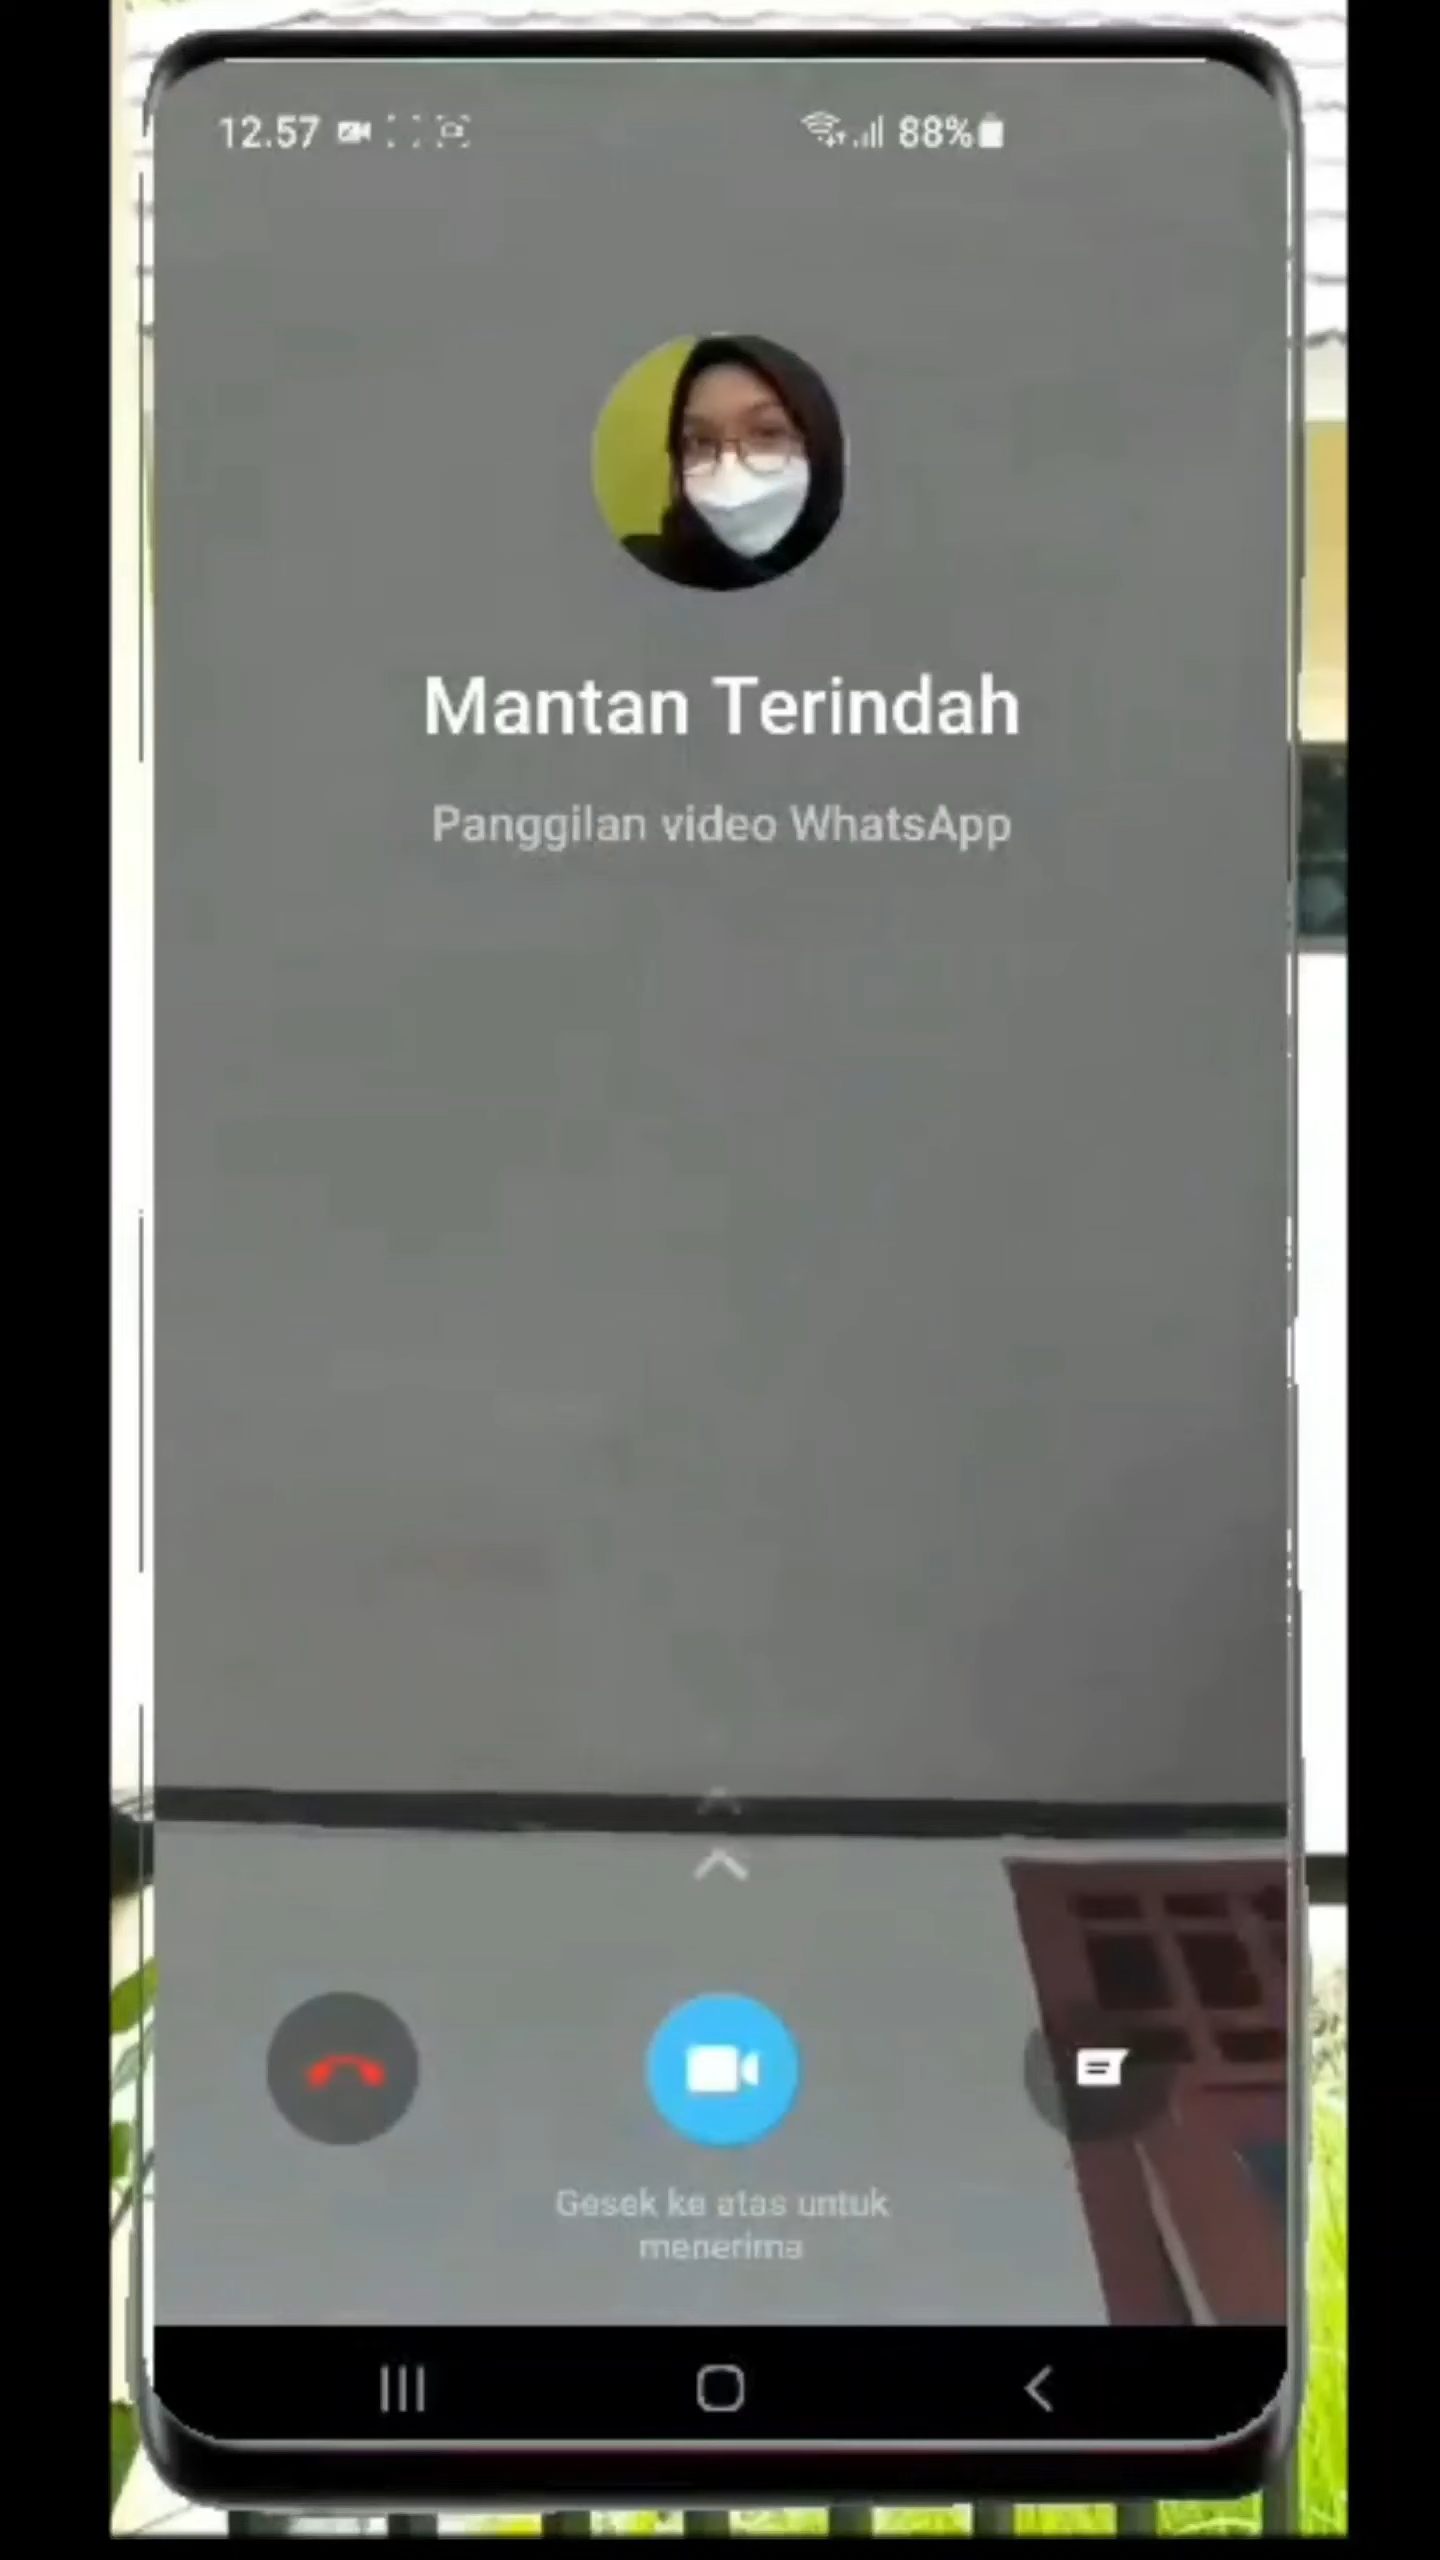 12.57 88%
Mantan Terindah
Panggilan video WhatsApp
Gesek ke atas untuk
menerima